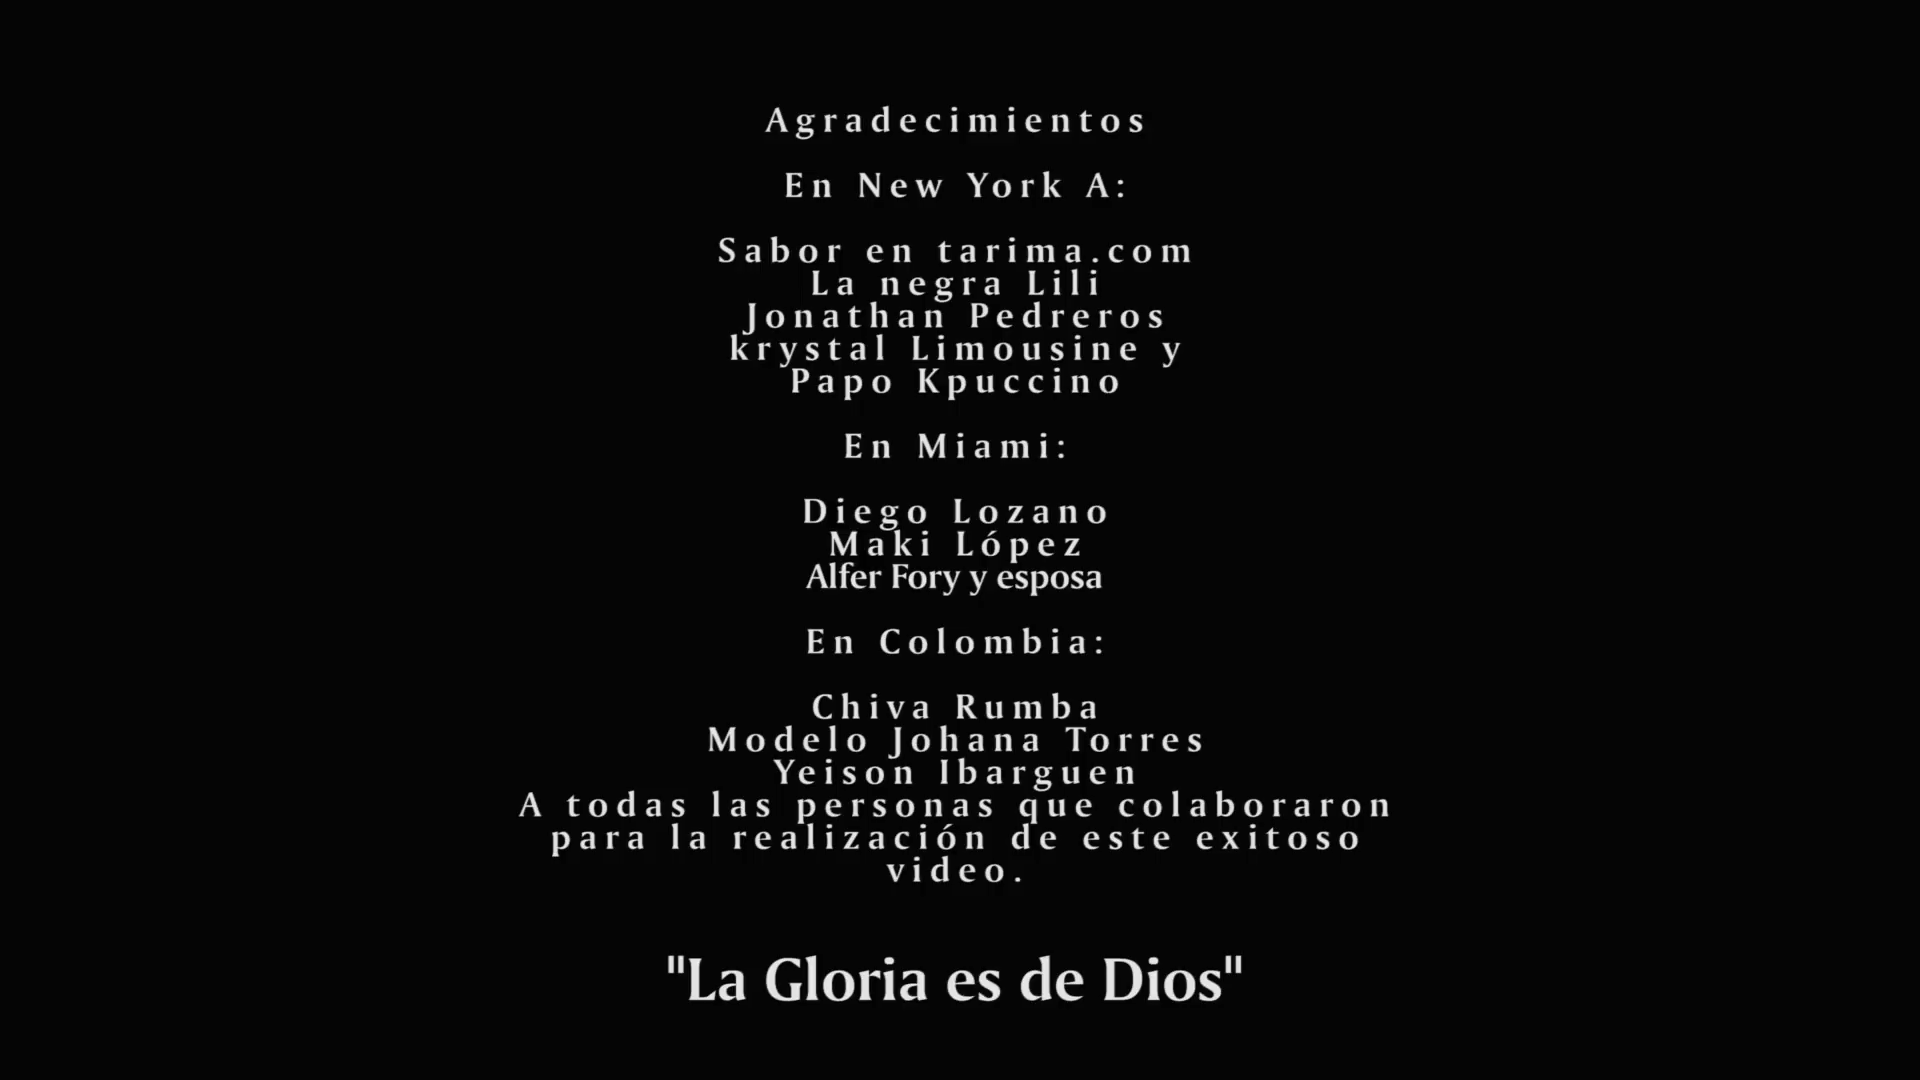 Agradecimientos
En New York A:
Sabor en tarima.com
La negra Lili
Jonathan Pedreros
krystal Limousine y
Papo Kpuccino
En Miami:
Diego Lozano
Maki López
Alfer Fory y esposa
En Colombia:
Chiva Rumba
Modelo Johana Torres
Yeison Ibarguen
A todas las personas que colaboraron
para la realización de este exitoso
video.
"La Gloria es de Dios"